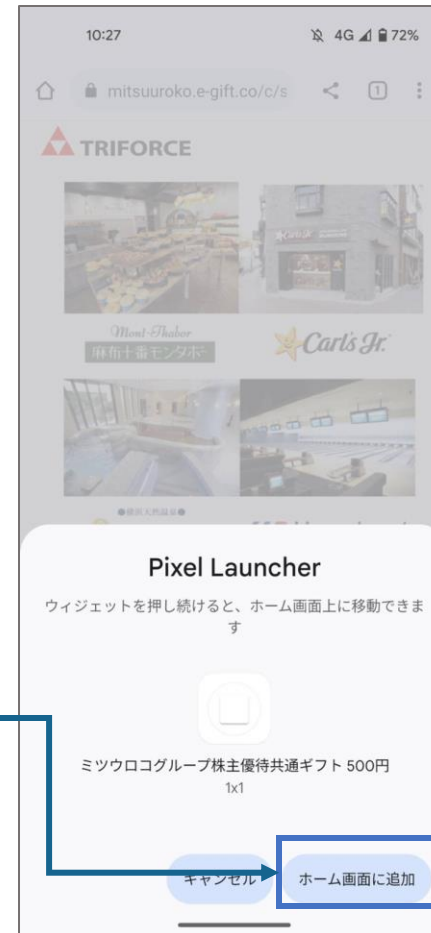 10:27
4G 72%
mitsuuroko.e-gift.co/c/s
1
TRIFORCE
Mont-Thabor
麻布十番モンタボー
Carl's Jr.
Pixel Launcher
ウィジェットを押し続けると、ホーム画面上に移動できま
す
ミツウロコグループ株主優待共通ギフト 500円
1x1
キャンセル
ホーム画面に追加